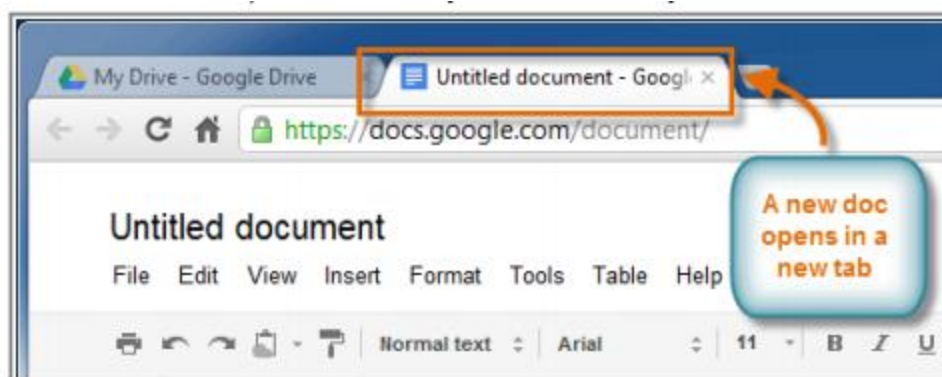 My Drive - Google Drive
Untitled document - Googl
https://docs.google.com/document/
A new doc
opens in a
new tab
Untitled document
File Edit View Insert Format Tools Table Help
Normal text Arial 11 B I U